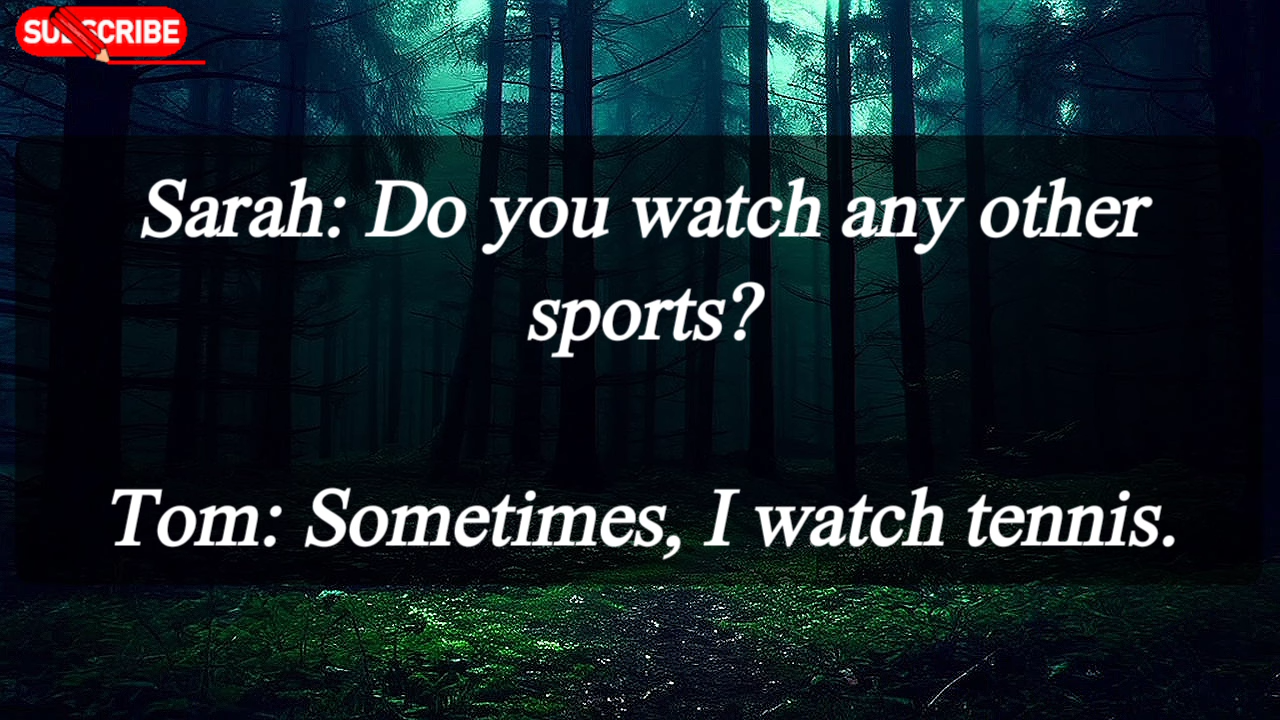 SUBSCRIBE
Sarah: Do you watch any other
sports?
Tom: Sometimes, I watch tennis.